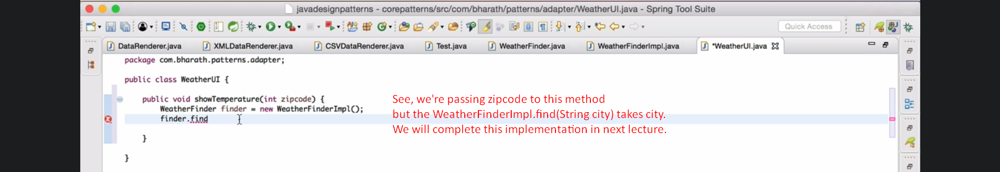 javadesignpatterns - corepatterns/src/com/bharath/patterns/adapter/WeatherUI.java - Spring Tool Suite
Quick Access
DataRenderer.java XMLDataRenderer.java CSVDataRenderer.java Test.java WeatherFinder.java WeatherFinderImpl.java *WeatherUI.java
package com.bharath.patterns.adapter;
public class WeatherUI {
public void showTemperature(int zipcode) {
WeatherFinder finder = new WeatherFinderImpl();
finder.find
}
}
See, we're passing zipcode to this method
but the WeatherFinderImpl.find(String city) takes city.
We will complete this implementation in next lecture.